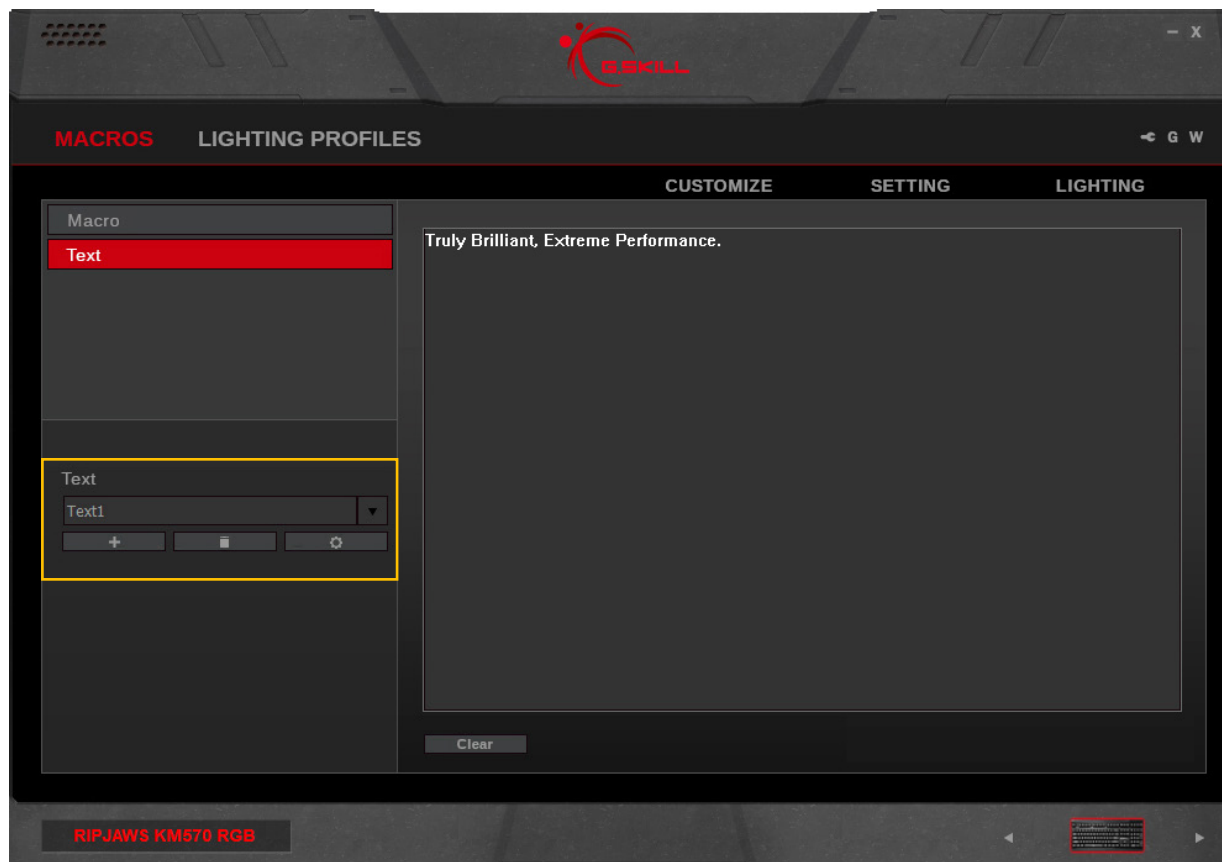 G.SKILL
– X
MACROS LIGHTING PROFILES
G W
CUSTOMIZE SETTING LIGHTING
Macro
Text
Truly Brilliant, Extreme Performance.
Text
Text1
Clear
RIPJAWS KM570 RGB